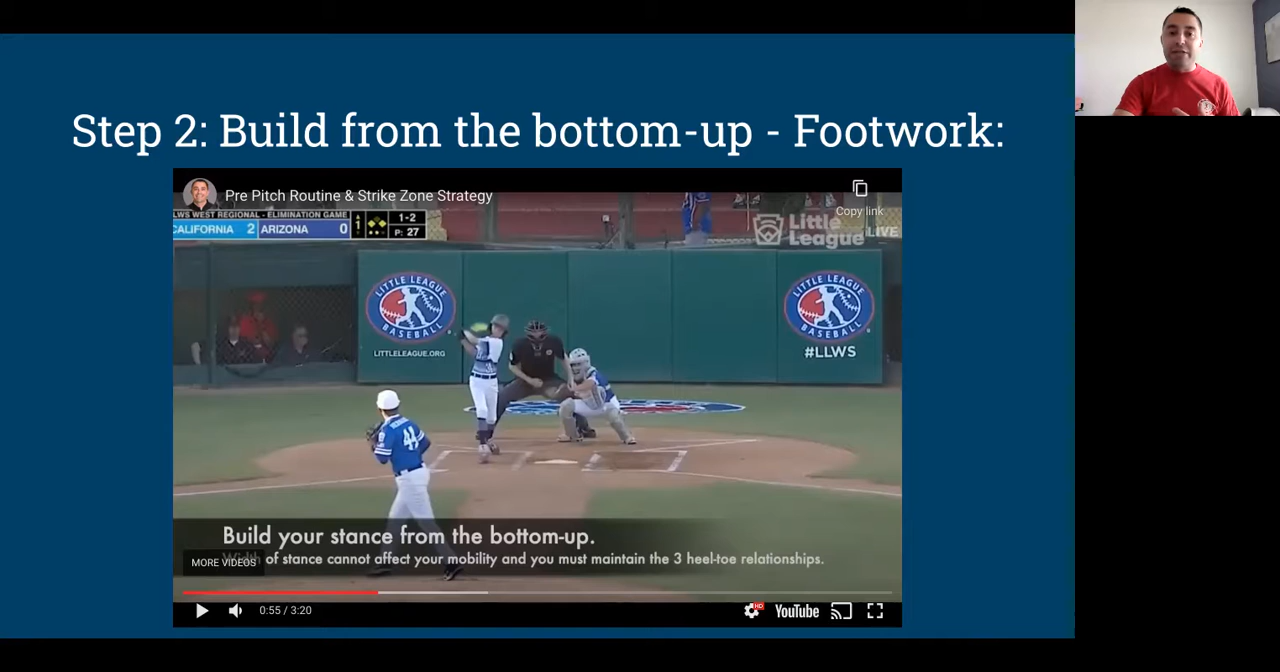 Step 2: Build from the bottom-up - Footwork:
Pre Pitch Routine & Strike Zone Strategy
Copy link
LLWS WEST REGIONAL - ELIMINATION GAME
CALIFORNIA 2 ARIZONA 0 1 1-2
P: 27
Little
League LIVE
LITTLE LEAGUE
BASEBALL
LITTLELEAGUE.ORG
LITTLE LEAGUE
BASEBALL
#LLWS
41
Build your stance from the bottom-up.
Width of stance cannot affect your mobility and you must maintain the 3 heel-toe relationships.
MORE VIDEOS
0:55 / 3:20
HD
YouTube